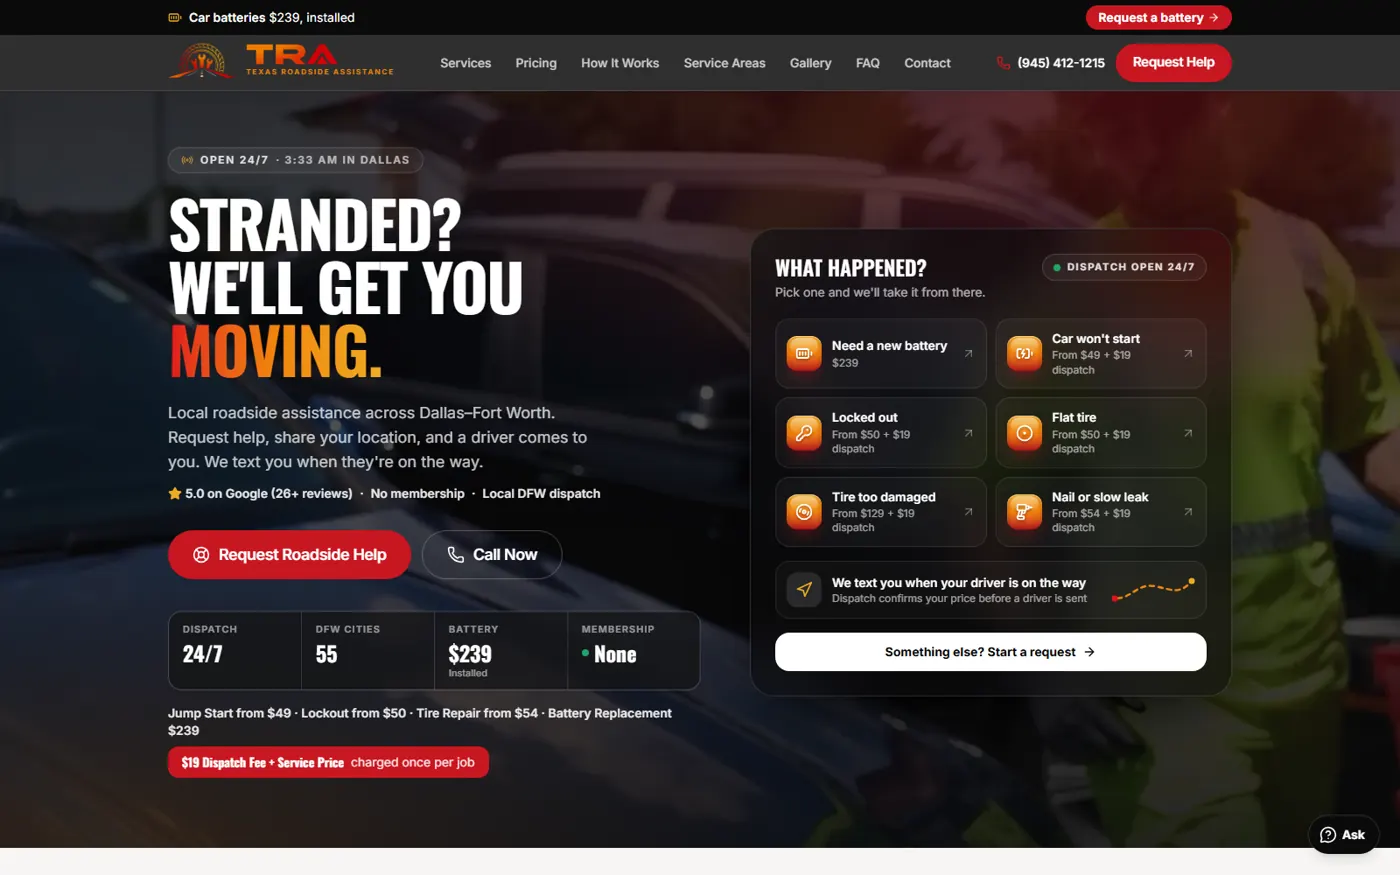 Car batteries $239, installed
Request a battery →
TRA
TEXAS ROADSIDE ASSISTANCE
Services
Pricing
How It Works
Service Areas
Gallery
FAQ
Contact
(945) 412-1215
Request Help
OPEN 24/7 · 3:33 AM IN DALLAS
STRANDED?
WE'LL GET YOU
MOVING.
Local roadside assistance across Dallas–Fort Worth.
Request help, share your location, and a driver comes to
you. We text you when they're on the way.
5.0 on Google (26+ reviews) · No membership · Local DFW dispatch
Request Roadside Help
Call Now
DISPATCH
24/7
DFW CITIES
55
BATTERY
$239
Installed
MEMBERSHIP
None
Jump Start from $49 · Lockout from $50 · Tire Repair from $54 · Battery Replacement
$239
$19 Dispatch Fee + Service Price charged once per job
WHAT HAPPENED?
DISPATCH OPEN 24/7
Pick one and we'll take it from there.
Need a new battery
$239
Car won't start
From $49 + $19
dispatch
Locked out
From $50 + $19
dispatch
Flat tire
From $50 + $19
dispatch
Tire too damaged
From $129 + $19
dispatch
Nail or slow leak
From $54 + $19
dispatch
We text you when your driver is on the way
Dispatch confirms your price before a driver is sent
Something else? Start a request →
Ask